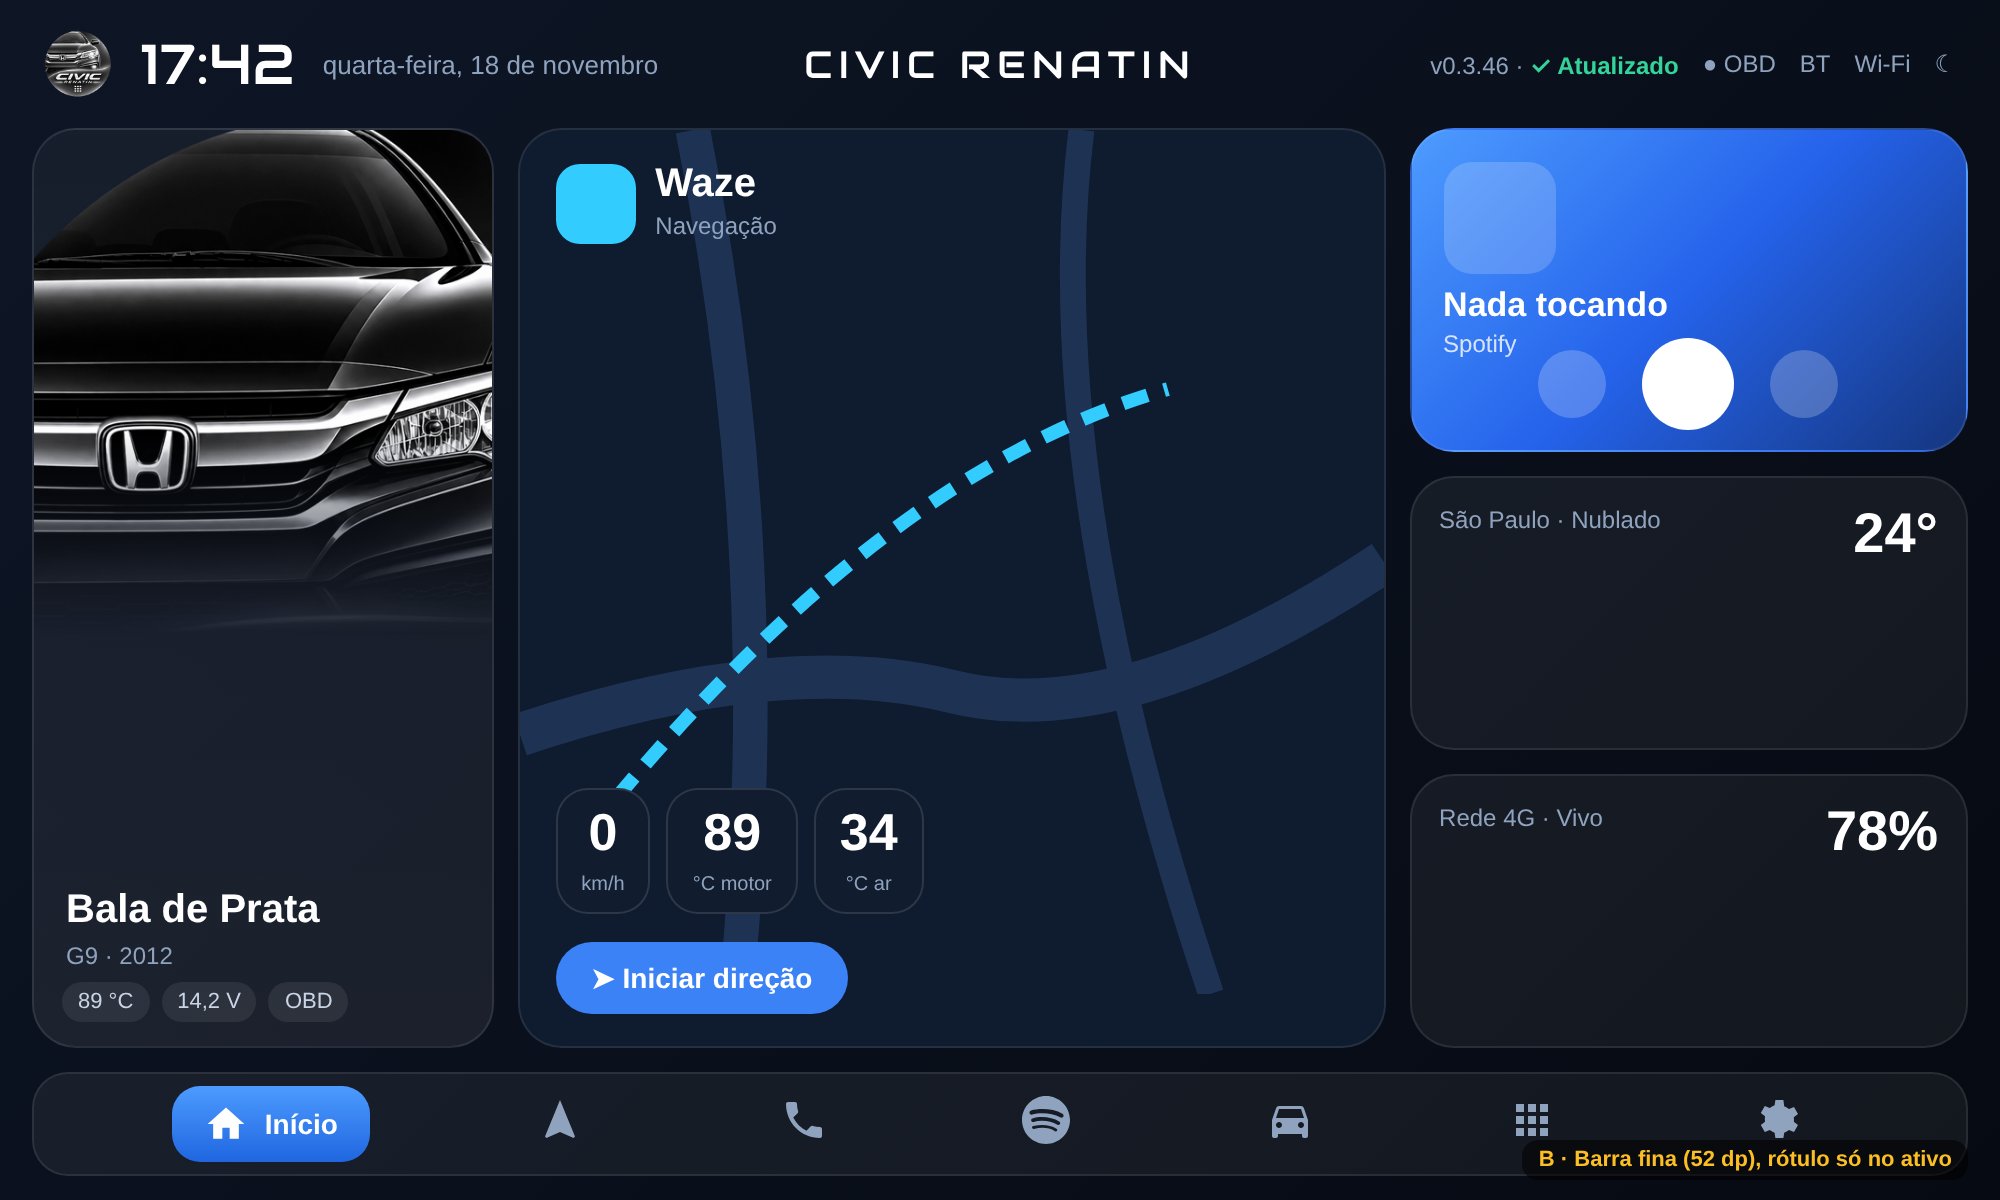 CIVIC
17:42
quarta-feira, 18 de novembro
CIVIC RENATIN
v0.3.46 · ✓ Atualizado
● OBD
BT
Wi-Fi
Waze
Navegação
Nada tocando
Spotify
São Paulo · Nublado
24°
Rede 4G · Vivo
78%
0
km/h
89
°C motor
34
°C ar
➤ Iniciar direção
Bala de Prata
G9 · 2012
89 °C
14,2 V
OBD
Início
B · Barra fina (52 dp), rótulo só no ativo